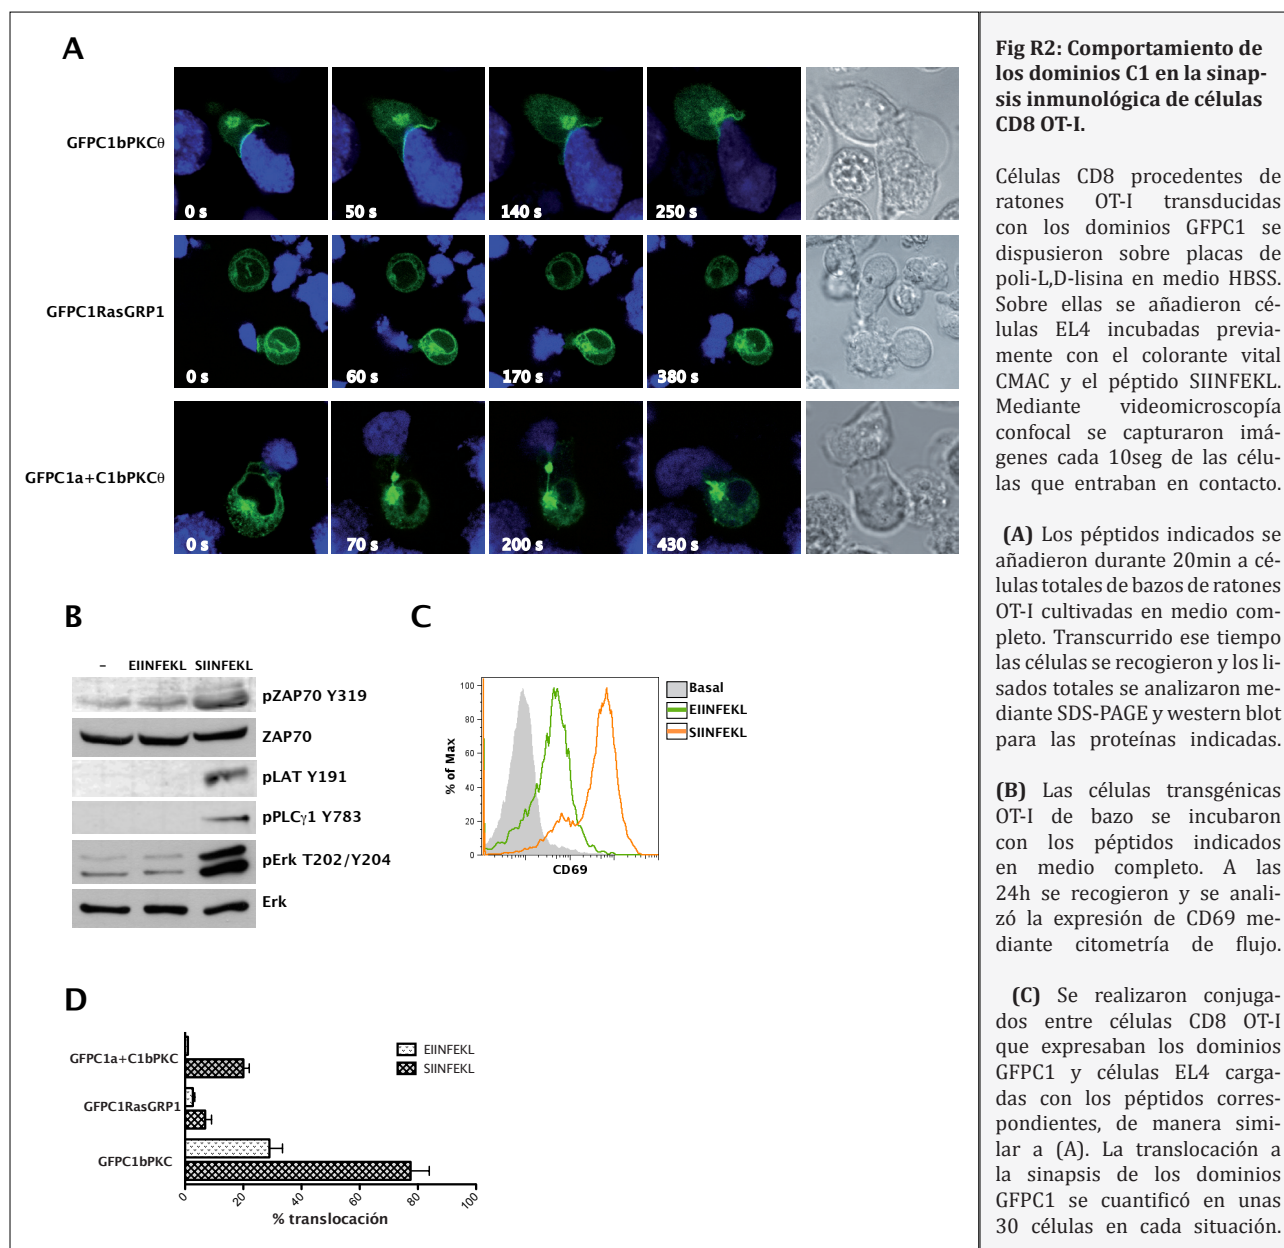 A
GFPC1bPKCθ
0 s
50 s
140 s
250 s
GFPC1RasGRP1
0 s
60 s
170 s
380 s
GFPC1a+C1bPKCθ
0 s
70 s
200 s
430 s
B
– EIINFEKL SIINFEKL
pZAP70 Y319
ZAP70
pLAT Y191
pPLCγ1 Y783
pErk T202/Y204
Erk
C
% of Max
100
80
60
40
20
0
CD69
Basal
EIINFEKL
SIINFEKL
D
GFPC1a+C1bPKC
GFPC1RasGRP1
GFPC1bPKC
0 20 40 60 80 100
% translocación
EIINFEKL
SIINFEKL
Fig R2: Comportamiento de
los dominios C1 en la sinap-
sis inmunológica de células
CD8 OT-I.
Células CD8 procedentes de
ratones OT-I transducidas
con los dominios GFPC1 se
dispusieron sobre placas de
poli-L,D-lisina en medio HBSS.
Sobre ellas se añadieron cé-
lulas EL4 incubadas previa-
mente con el colorante vital
CMAC y el péptido SIINFEKL.
Mediante videomicroscopía
confocal se capturaron imá-
genes cada 10seg de las célu-
las que entraban en contacto.
(A) Los péptidos indicados se
añadieron durante 20min a cé-
lulas totales de bazos de ratones
OT-I cultivadas en medio com-
pleto. Transcurrido ese tiempo
las células se recogieron y los li-
sados totales se analizaron me-
diante SDS-PAGE y western blot
para las proteínas indicadas.
(B) Las células transgénicas
OT-I de bazo se incubaron
con los péptidos indicados
en medio completo. A las
24h se recogieron y se anali-
zó la expresión de CD69 me-
diante citometría de flujo.
(C) Se realizaron conjuga-
dos entre células CD8 OT-I
que expresaban los dominios
GFPC1 y células EL4 carga-
das con los péptidos corres-
pondientes, de manera simi-
lar a (A). La translocación a
la sinapsis de los dominios
GFPC1 se cuantificó en unas
30 células en cada situación.